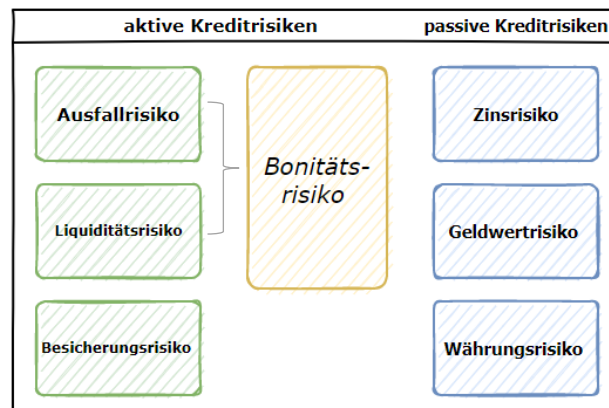 aktive Kreditrisiken
passive Kreditrisiken
Ausfallrisiko
Bonitäts-
risiko
Zinsrisiko
Liquiditätsrisiko
Geldwertrisiko
Besicherungsrisiko
Währungsrisiko